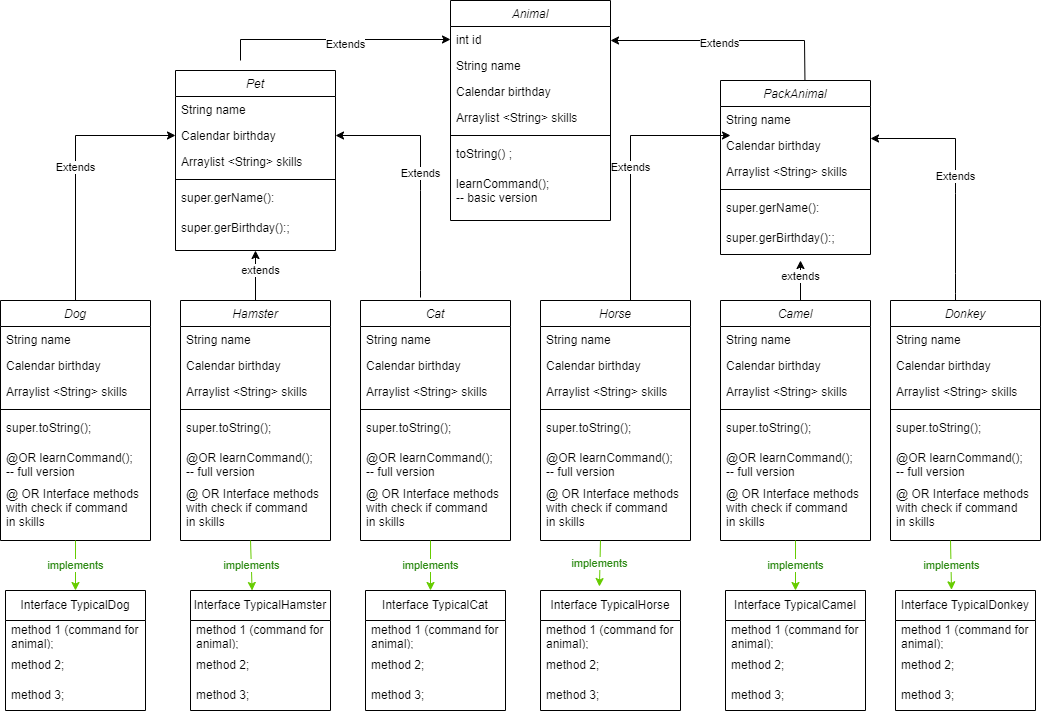 Animal
int id
String name
Calendar birthday
Arraylist <String> skills
toString() ;
learnCommand();
-- basic version
Extends
Extends
Pet
String name
Calendar birthday
Arraylist <String> skills
super.gerName():
super.gerBirthday():;
PackAnimal
String name
Calendar birthday
Arraylist <String> skills
super.gerName():
super.gerBirthday():;
Extends
extends
Extends
Extends
extends
Extends
Dog
String name
Calendar birthday
Arraylist <String> skills
super.toString();
@OR learnCommand();
-- full version
@ OR Interface methods
with check if command
in skills
Hamster
String name
Calendar birthday
Arraylist <String> skills
super.toString();
@OR learnCommand();
-- full version
@ OR Interface methods
with check if command
in skills
Cat
String name
Calendar birthday
Arraylist <String> skills
super.toString();
@OR learnCommand();
-- full version
@ OR Interface methods
with check if command
in skills
Horse
String name
Calendar birthday
Arraylist <String> skills
super.toString();
@OR learnCommand();
-- full version
@ OR Interface methods
with check if command
in skills
Camel
String name
Calendar birthday
Arraylist <String> skills
super.toString();
@OR learnCommand();
-- full version
@ OR Interface methods
with check if command
in skills
Donkey
String name
Calendar birthday
Arraylist <String> skills
super.toString();
@OR learnCommand();
-- full version
@ OR Interface methods
with check if command
in skills
implements
implements
implements
implements
implements
implements
Interface TypicalDog
method 1 (command for
animal);
method 2;
method 3;
Interface TypicalHamster
method 1 (command for
animal);
method 2;
method 3;
Interface TypicalCat
method 1 (command for
animal);
method 2;
method 3;
Interface TypicalHorse
method 1 (command for
animal);
method 2;
method 3;
Interface TypicalCamel
method 1 (command for
animal);
method 2;
method 3;
Interface TypicalDonkey
method 1 (command for
animal);
method 2;
method 3;